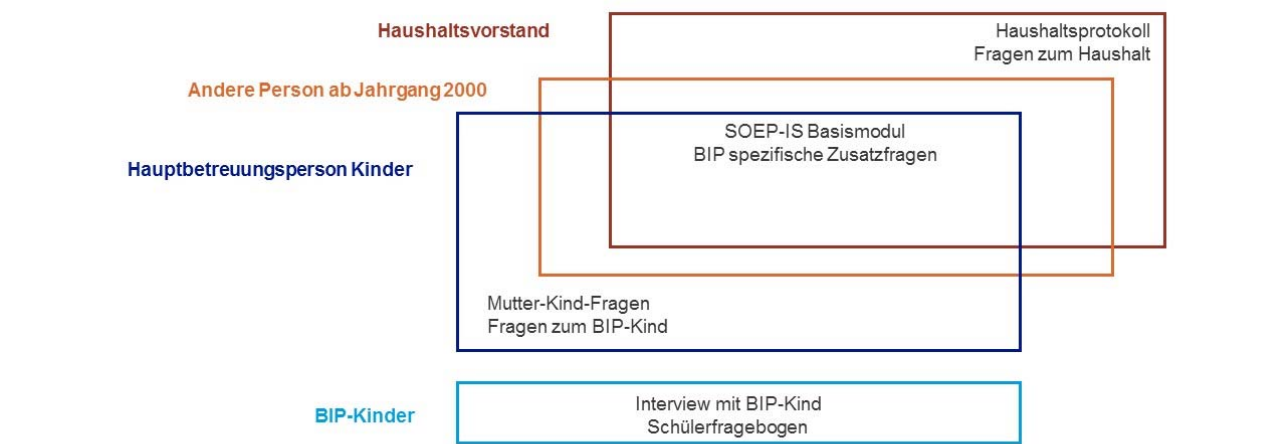 Haushaltsvorstand
Haushaltsprotokoll
Fragen zum Haushalt
Andere Person ab Jahrgang 2000
SOEP-IS Basismodul
BIP spezifische Zusatzfragen
Hauptbetreuungsperson Kinder
Mutter-Kind-Fragen
Fragen zum BIP-Kind
BIP-Kinder
Interview mit BIP-Kind
Schülerfragebogen